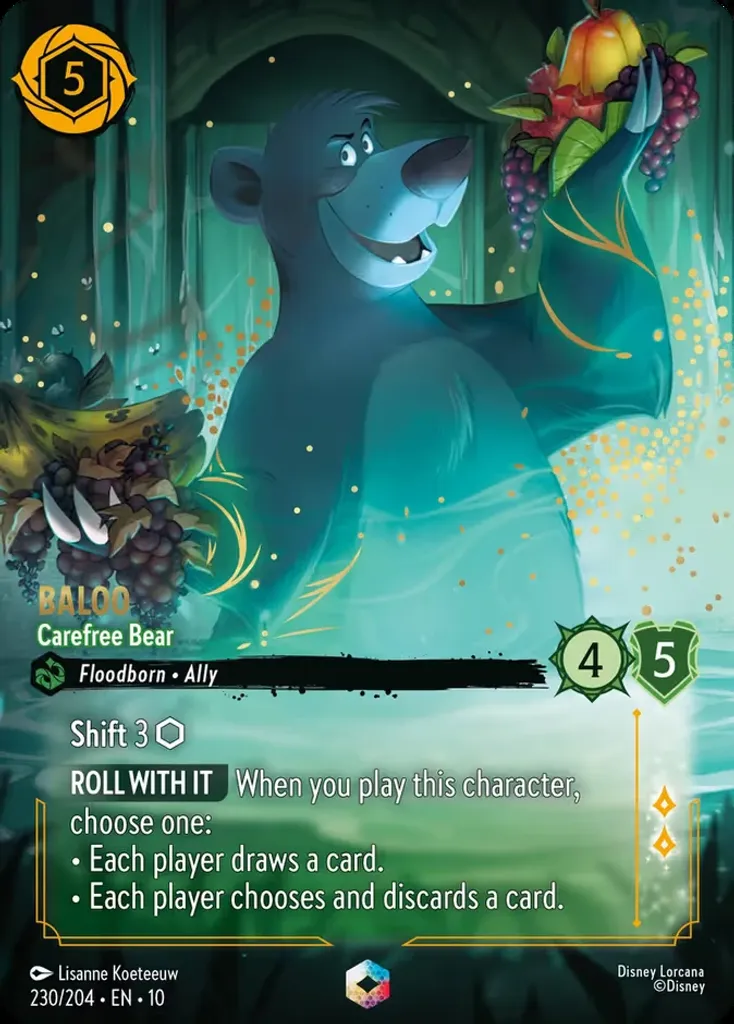 5
BALOO
Carefree Bear
Floodborn • Ally
4
5
Shift 3
ROLL WITH IT When you play this character,
choose one:
• Each player draws a card.
• Each player chooses and discards a card.
Lisanne Koeteeuw
230/204 • EN • 10
Disney Lorcana
©Disney